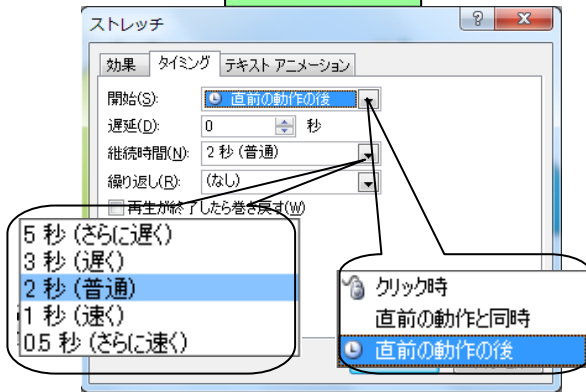 ストレッチ
効果 タイミング テキスト アニメーション
開始(S): 直前の動作の後
遅延(D): 0 秒
継続時間(N): 2 秒 (普通)
繰り返し(R): (なし)
再生が終了したら巻き戻す(W)
5 秒 (さらに遅く)
3 秒 (遅く)
2 秒 (普通)
1 秒 (速く)
0.5 秒 (さらに速く)
クリック時
直前の動作と同時
直前の動作の後